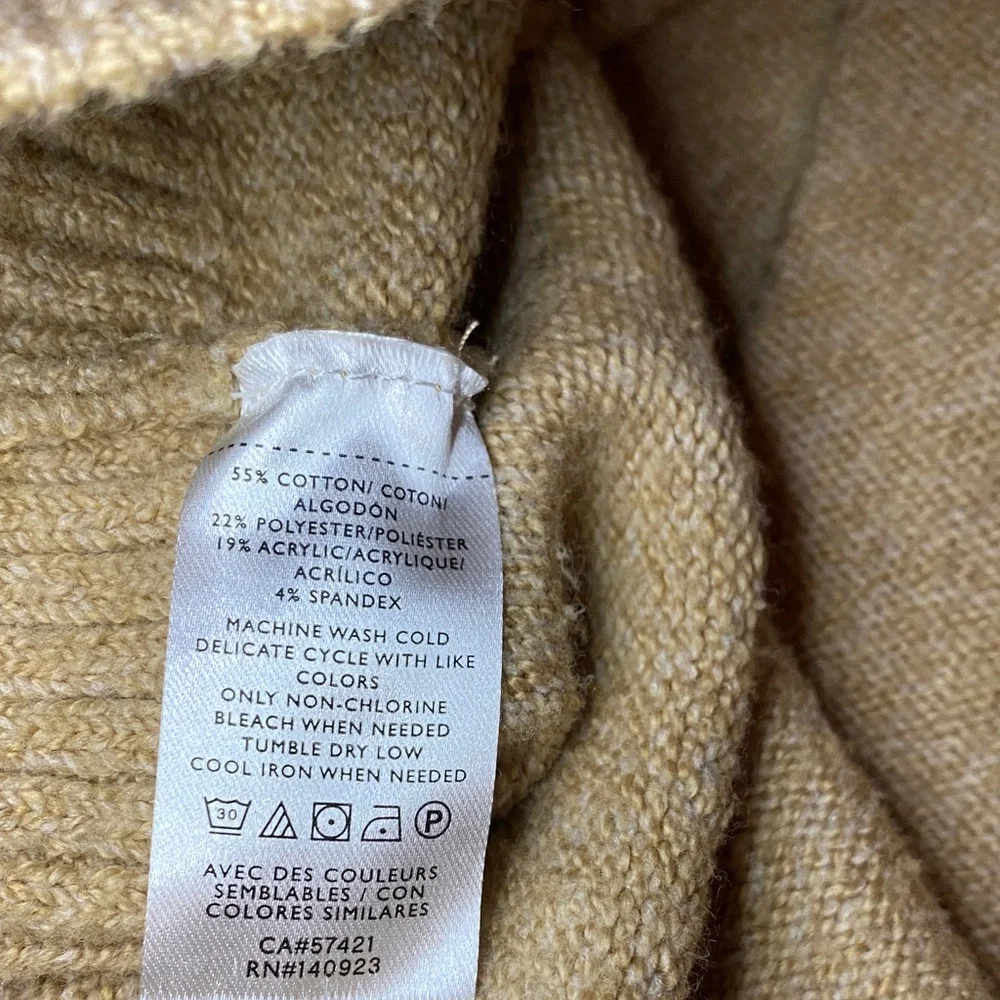 55% COTTON/ COTON/
ALGODÓN
22% POLYESTER/POLIÉSTER
19% ACRYLIC/ACRYLIQUE/
ACRÍLICO
4% SPANDEX
MACHINE WASH COLD
DELICATE CYCLE WITH LIKE
COLORS
ONLY NON-CHLORINE
BLEACH WHEN NEEDED
TUMBLE DRY LOW
COOL IRON WHEN NEEDED
30 P
AVEC DES COULEURS
SEMBLABLES / CON
COLORES SIMILARES
CA#57421
RN#140923